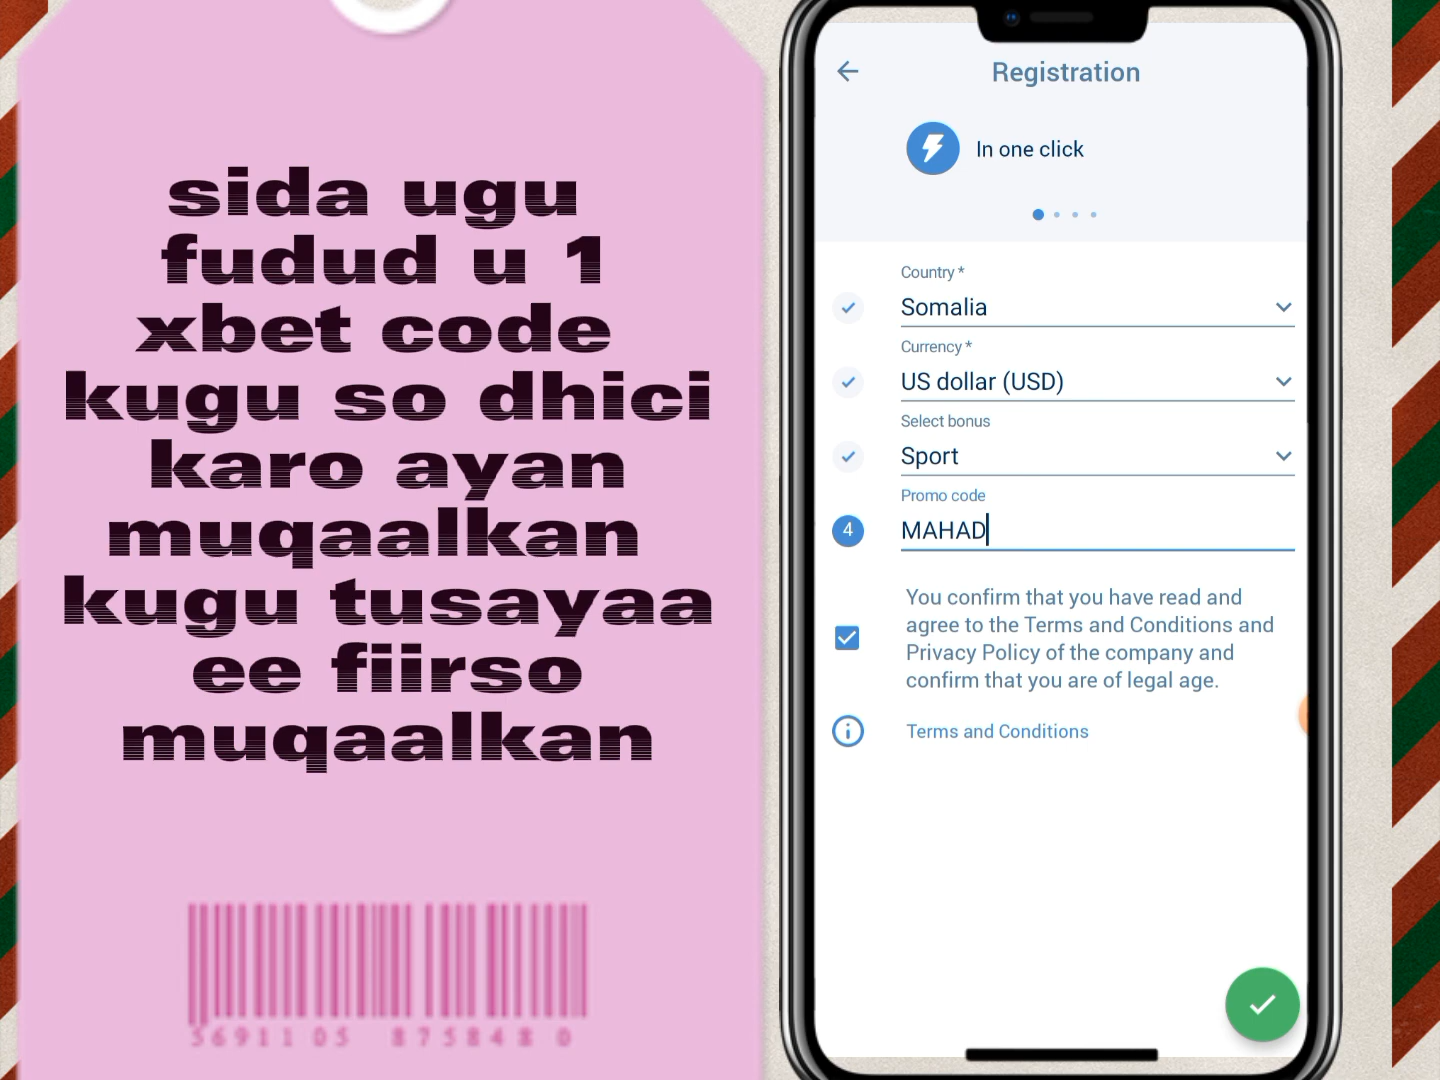 sida ugu
fudud u 1
xbet code
kugu so dhici
karo ayan
muqaalkan
kugu tusayaa
ee fiirso
muqaalkan
5691105 875848 0
Registration
In one click
Country *
Somalia
Currency *
US dollar (USD)
Select bonus
Sport
Promo code
4
MAHAD
You confirm that you have read and
agree to the Terms and Conditions and
Privacy Policy of the company and
confirm that you are of legal age.
Terms and Conditions